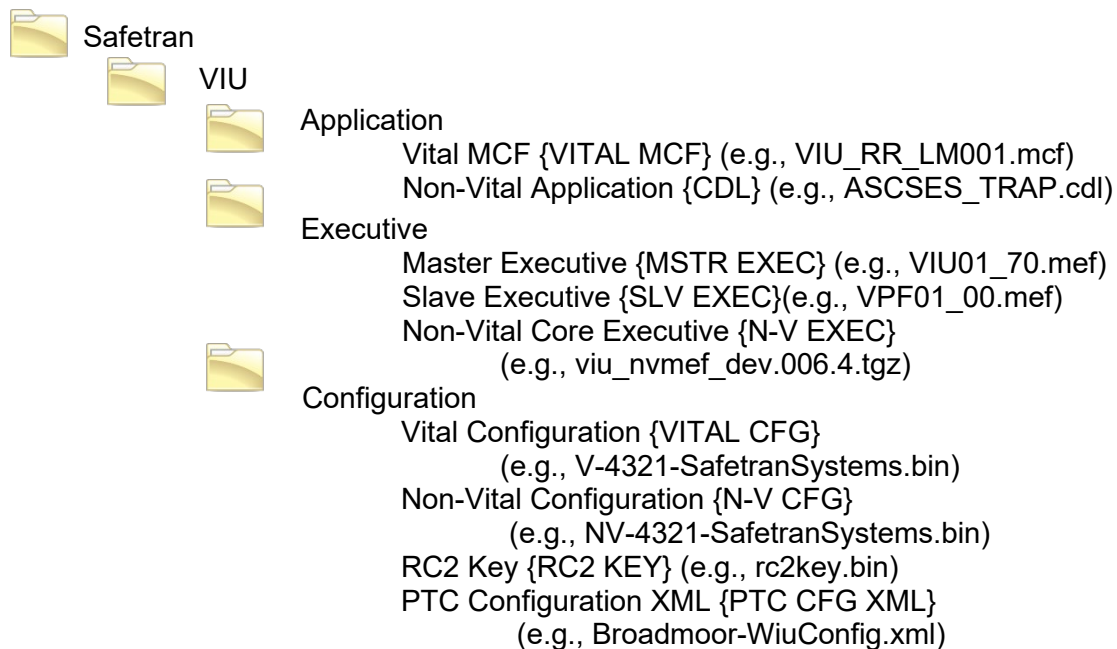 Safetran
VIU
Application
Vital MCF {VITAL MCF} (e.g., VIU_RR_LM001.mcf)
Non-Vital Application {CDL} (e.g., ASCSES_TRAP.cdl)
Executive
Master Executive {MSTR EXEC} (e.g., VIU01_70.mef)
Slave Executive {SLV EXEC}(e.g., VPF01_00.mef)
Non-Vital Core Executive {N-V EXEC}
(e.g., viu_nvmef_dev.006.4.tgz)
Configuration
Vital Configuration {VITAL CFG}
(e.g., V-4321-SafetranSystems.bin)
Non-Vital Configuration {N-V CFG}
(e.g., NV-4321-SafetranSystems.bin)
RC2 Key {RC2 KEY} (e.g., rc2key.bin)
PTC Configuration XML {PTC CFG XML}
(e.g., Broadmoor-WiuConfig.xml)